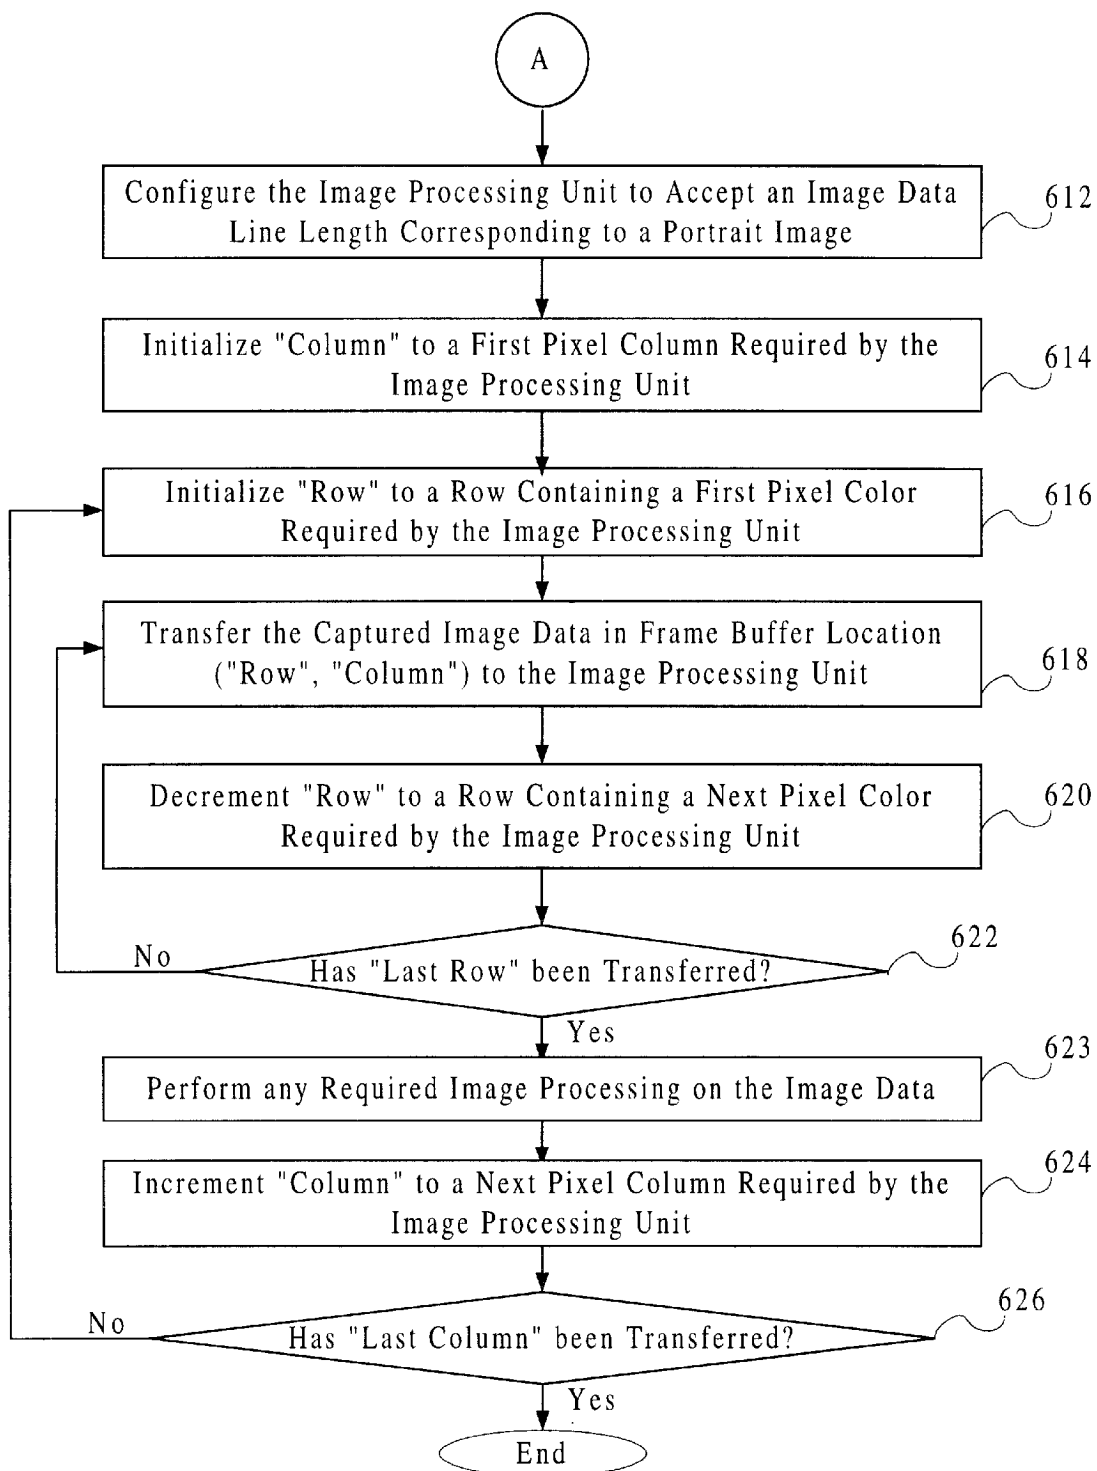 A
Configure the Image Processing Unit to Accept an Image Data
Line Length Corresponding to a Portrait Image
612
Initialize "Column" to a First Pixel Column Required by the
Image Processing Unit
614
Initialize "Row" to a Row Containing a First Pixel Color
Required by the Image Processing Unit
616
Transfer the Captured Image Data in Frame Buffer Location
("Row", "Column") to the Image Processing Unit
618
Decrement "Row" to a Row Containing a Next Pixel Color
Required by the Image Processing Unit
620
No
Has "Last Row" been Transferred?
622
Yes
Perform any Required Image Processing on the Image Data
623
Increment "Column" to a Next Pixel Column Required by the
Image Processing Unit
624
No
Has "Last Column" been Transferred?
626
Yes
End